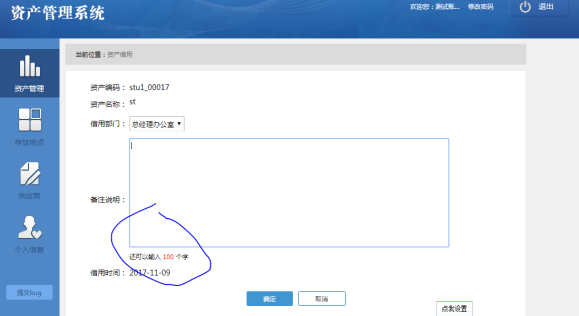 资产管理系统
欢迎您：测试账... 修改密码 退出
当前位置：资产借用
资产管理
存放地点
供应商
个人信息
提交bug
资产编码：stu1_00017
资产名称：st
借用部门：总经理办公室
备注说明：
还可以输入 100 个字
借用时间：2017-11-09
确定 取消
点我设置